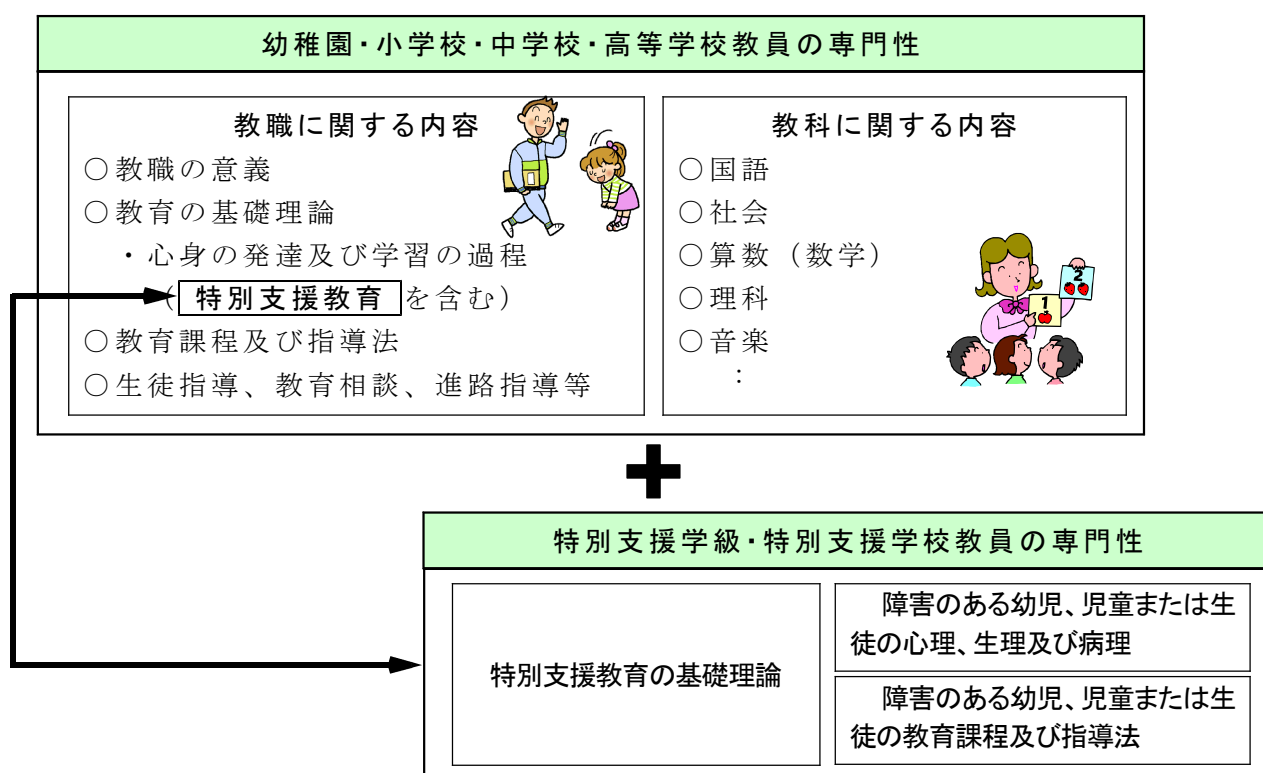 幼稚園・小学校・中学校・高等学校教員の専門性
教職に関する内容
○教職の意義
○教育の基礎理論
・心身の発達及び学習の過程
（特別支援教育を含む）
○教育課程及び指導法
○生徒指導、教育相談、進路指導等
教科に関する内容
○国語
○社会
○算数（数学）
○理科
○音楽
：
1
2
特別支援学級・特別支援学校教員の専門性
特別支援教育の基礎理論
障害のある幼児、児童または生
徒の心理、生理及び病理
障害のある幼児、児童または生
徒の教育課程及び指導法